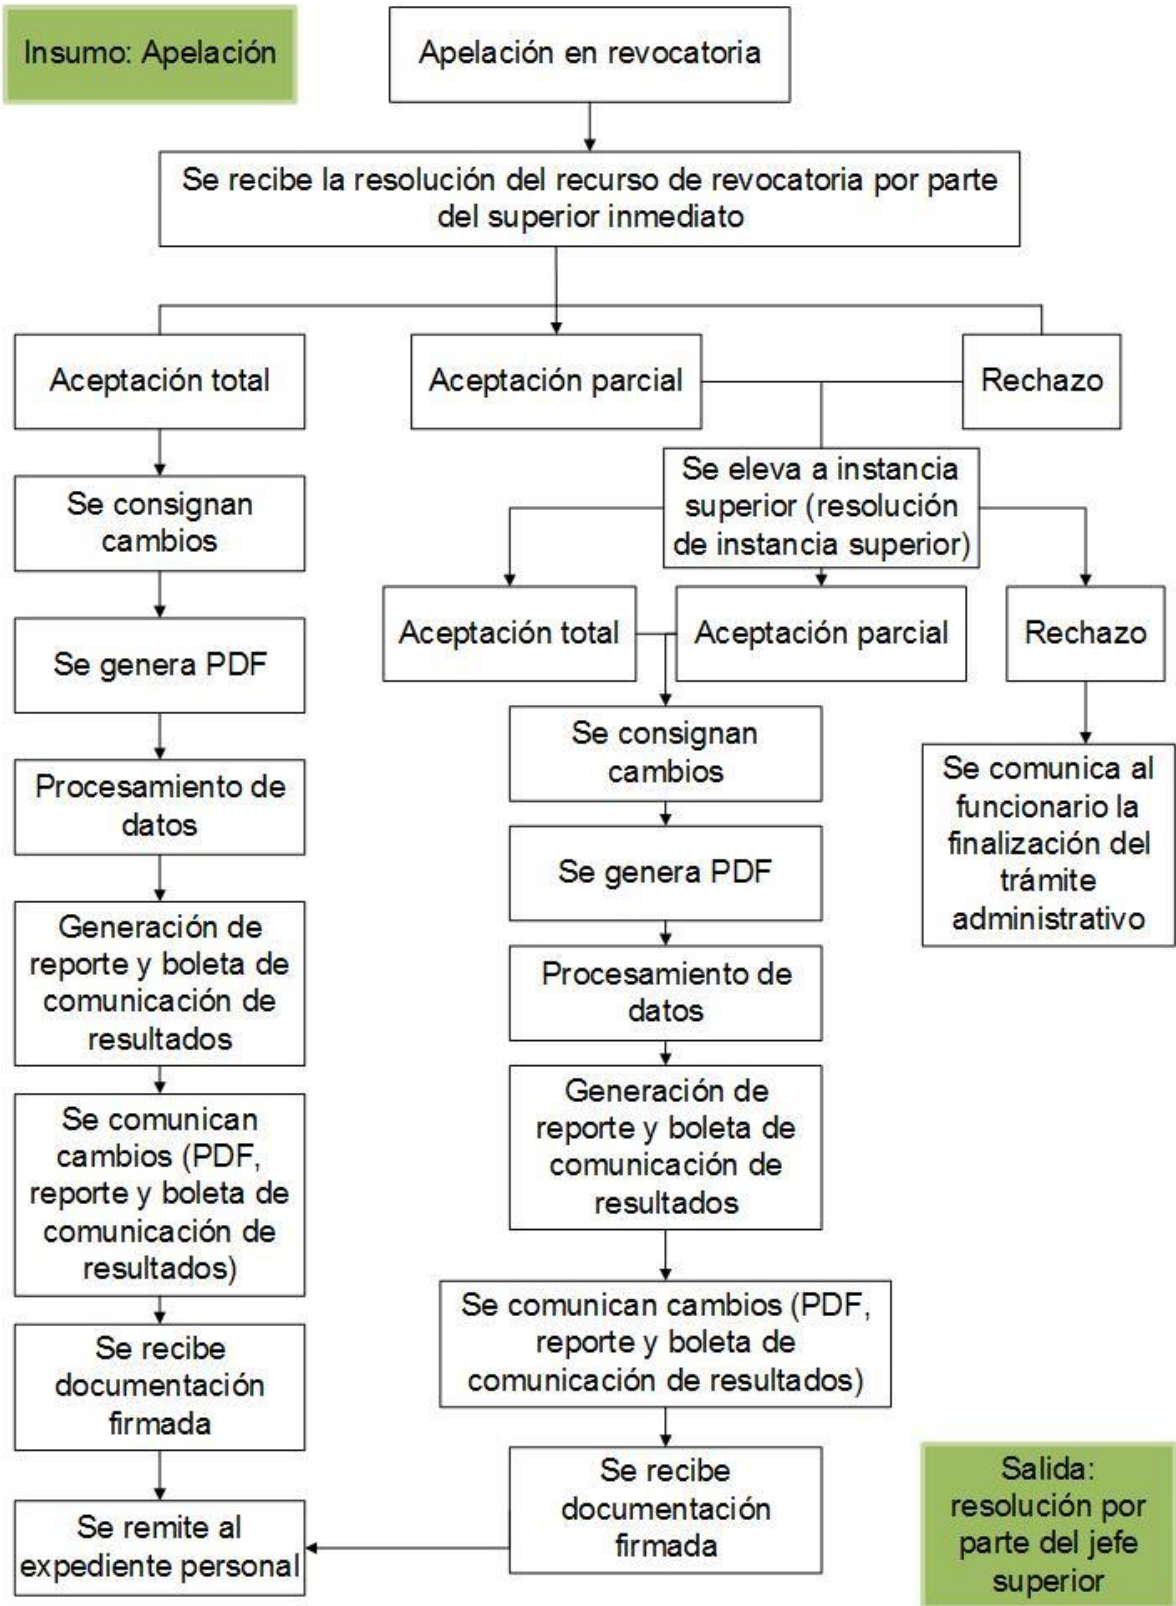 Insumo: Apelación
Apelación en revocatoria
Se recibe la resolución del recurso de revocatoria por parte
del superior inmediato
Aceptación total
Aceptación parcial
Rechazo
Se consignan
cambios
Se eleva a instancia
superior (resolución
de instancia superior)
Aceptación total
Aceptación parcial
Rechazo
Se genera PDF
Se consignan
cambios
Se comunica al
funcionario la
finalización del
trámite
administrativo
Procesamiento de
datos
Se genera PDF
Generación de
reporte y boleta de
comunicación de
resultados
Procesamiento de
datos
Se comunican
cambios (PDF,
reporte y boleta de
comunicación de
resultados)
Generación de
reporte y boleta de
comunicación de
resultados
Se recibe
documentación
firmada
Se comunican cambios (PDF,
reporte y boleta de
comunicación de resultados)
Se remite al
expediente personal
Se recibe
documentación
firmada
Salida:
resolución por
parte del jefe
superior